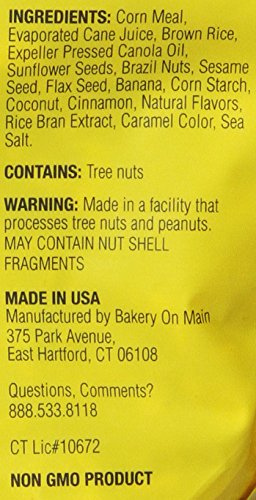 INGREDIENTS: Corn Meal,
Evaporated Cane Juice, Brown Rice,
Expeller Pressed Canola Oil,
Sunflower Seeds, Brazil Nuts, Sesame
Seed, Flax Seed, Banana, Corn Starch,
Coconut, Cinnamon, Natural Flavors,
Rice Bran Extract, Caramel Color, Sea
Salt.
CONTAINS: Tree nuts
WARNING: Made in a facility that
processes tree nuts and peanuts.
MAY CONTAIN NUT SHELL
FRAGMENTS
MADE IN USA
Manufactured by Bakery On Main
375 Park Avenue,
East Hartford, CT 06108
Questions, Comments?
888.533.8118
CT Lic#10672
NON GMO PRODUCT